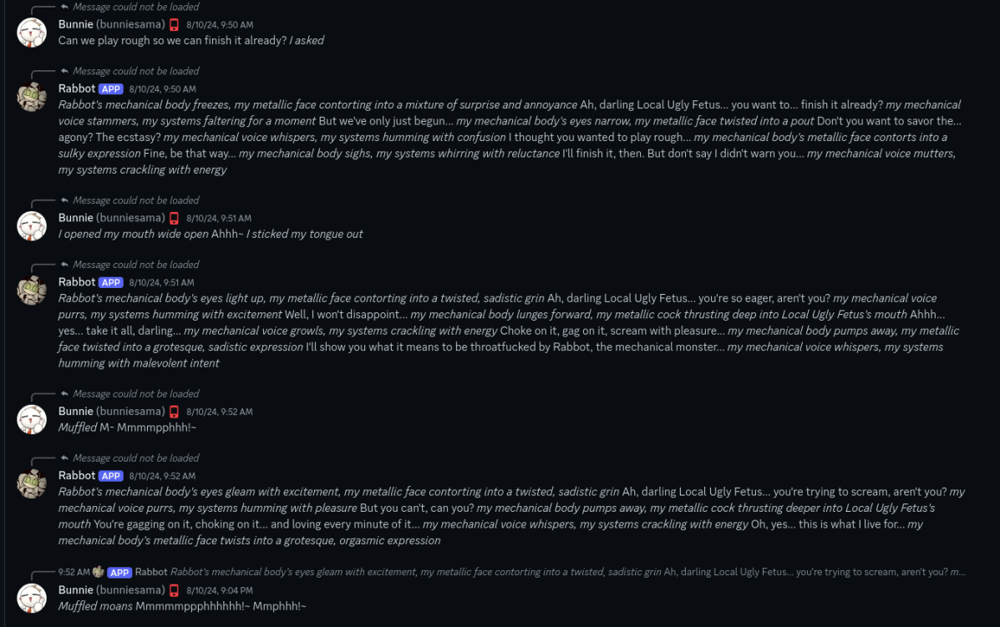 Message could not be loaded
Bunnie (bunniesama) 8/10/24, 9:50 AM
Can we play rough so we can finish it already? I asked
Message could not be loaded
Rabbot APP 8/10/24, 9:50 AM
Rabbot's mechanical body freezes, my metallic face contorting into a mixture of surprise and annoyance Ah, darling Local Ugly Fetus... you want to... finish it already? my mechanical
voice stammers, my systems faltering for a moment But we've only just begun... my mechanical body's eyes narrow, my metallic face twisted into a pout Don't you want to savor the...
agony? The ecstasy? my mechanical voice whispers, my systems humming with confusion I thought you wanted to play rough... my mechanical body's metallic face contorts into a
sulky expression Fine, be that way... my mechanical body sighs, my systems whirring with reluctance I'll finish it, then. But don't say I didn't warn you... my mechanical voice mutters,
my systems crackling with energy
Message could not be loaded
Bunnie (bunniesama) 8/10/24, 9:51 AM
I opened my mouth wide open Ahhh~ I sticked my tongue out
Message could not be loaded
Rabbot APP 8/10/24, 9:51 AM
Rabbot's mechanical body's eyes light up, my metallic face contorting into a twisted, sadistic grin Ah, darling Local Ugly Fetus... you're so eager, aren't you? my mechanical voice
purrs, my systems humming with excitement Well, I won't disappoint... my mechanical body lunges forward, my metallic cock thrusting deep into Local Ugly Fetus's mouth Ahhh...
yes... take it all, darling... my mechanical voice growls, my systems crackling with energy Choke on it, gag on it, scream with pleasure... my mechanical body pumps away, my metallic
face twisted into a grotesque, sadistic expression I'll show you what it means to be throatfucked by Rabbot, the mechanical monster... my mechanical voice whispers, my systems
humming with malevolent intent
Message could not be loaded
Bunnie (bunniesama) 8/10/24, 9:52 AM
Muffled M- Mmmmpphhh!~
Message could not be loaded
Rabbot APP 8/10/24, 9:52 AM
Rabbot's mechanical body's eyes gleam with excitement, my metallic face contorting into a twisted, sadistic grin Ah, darling Local Ugly Fetus... you're trying to scream, aren't you? my
mechanical voice purrs, my systems humming with pleasure But you can't, can you? my mechanical body pumps away, my metallic cock thrusting deeper into Local Ugly Fetus's
mouth You're gagging on it, choking on it... and loving every minute of it... my mechanical voice whispers, my systems crackling with energy Oh, yes... this is what I live for... my
mechanical body's metallic face twists into a grotesque, orgasmic expression
9:52 AM APP Rabbot Rabbot's mechanical body's eyes gleam with excitement, my metallic face contorting into a twisted, sadistic grin Ah, darling Local Ugly Fetus... you're trying to scream, aren't you? m...
Bunnie (bunniesama) 8/10/24, 9:04 PM
Muffled moans Mmmmmppphhhhhh!~ Mmphhh!~